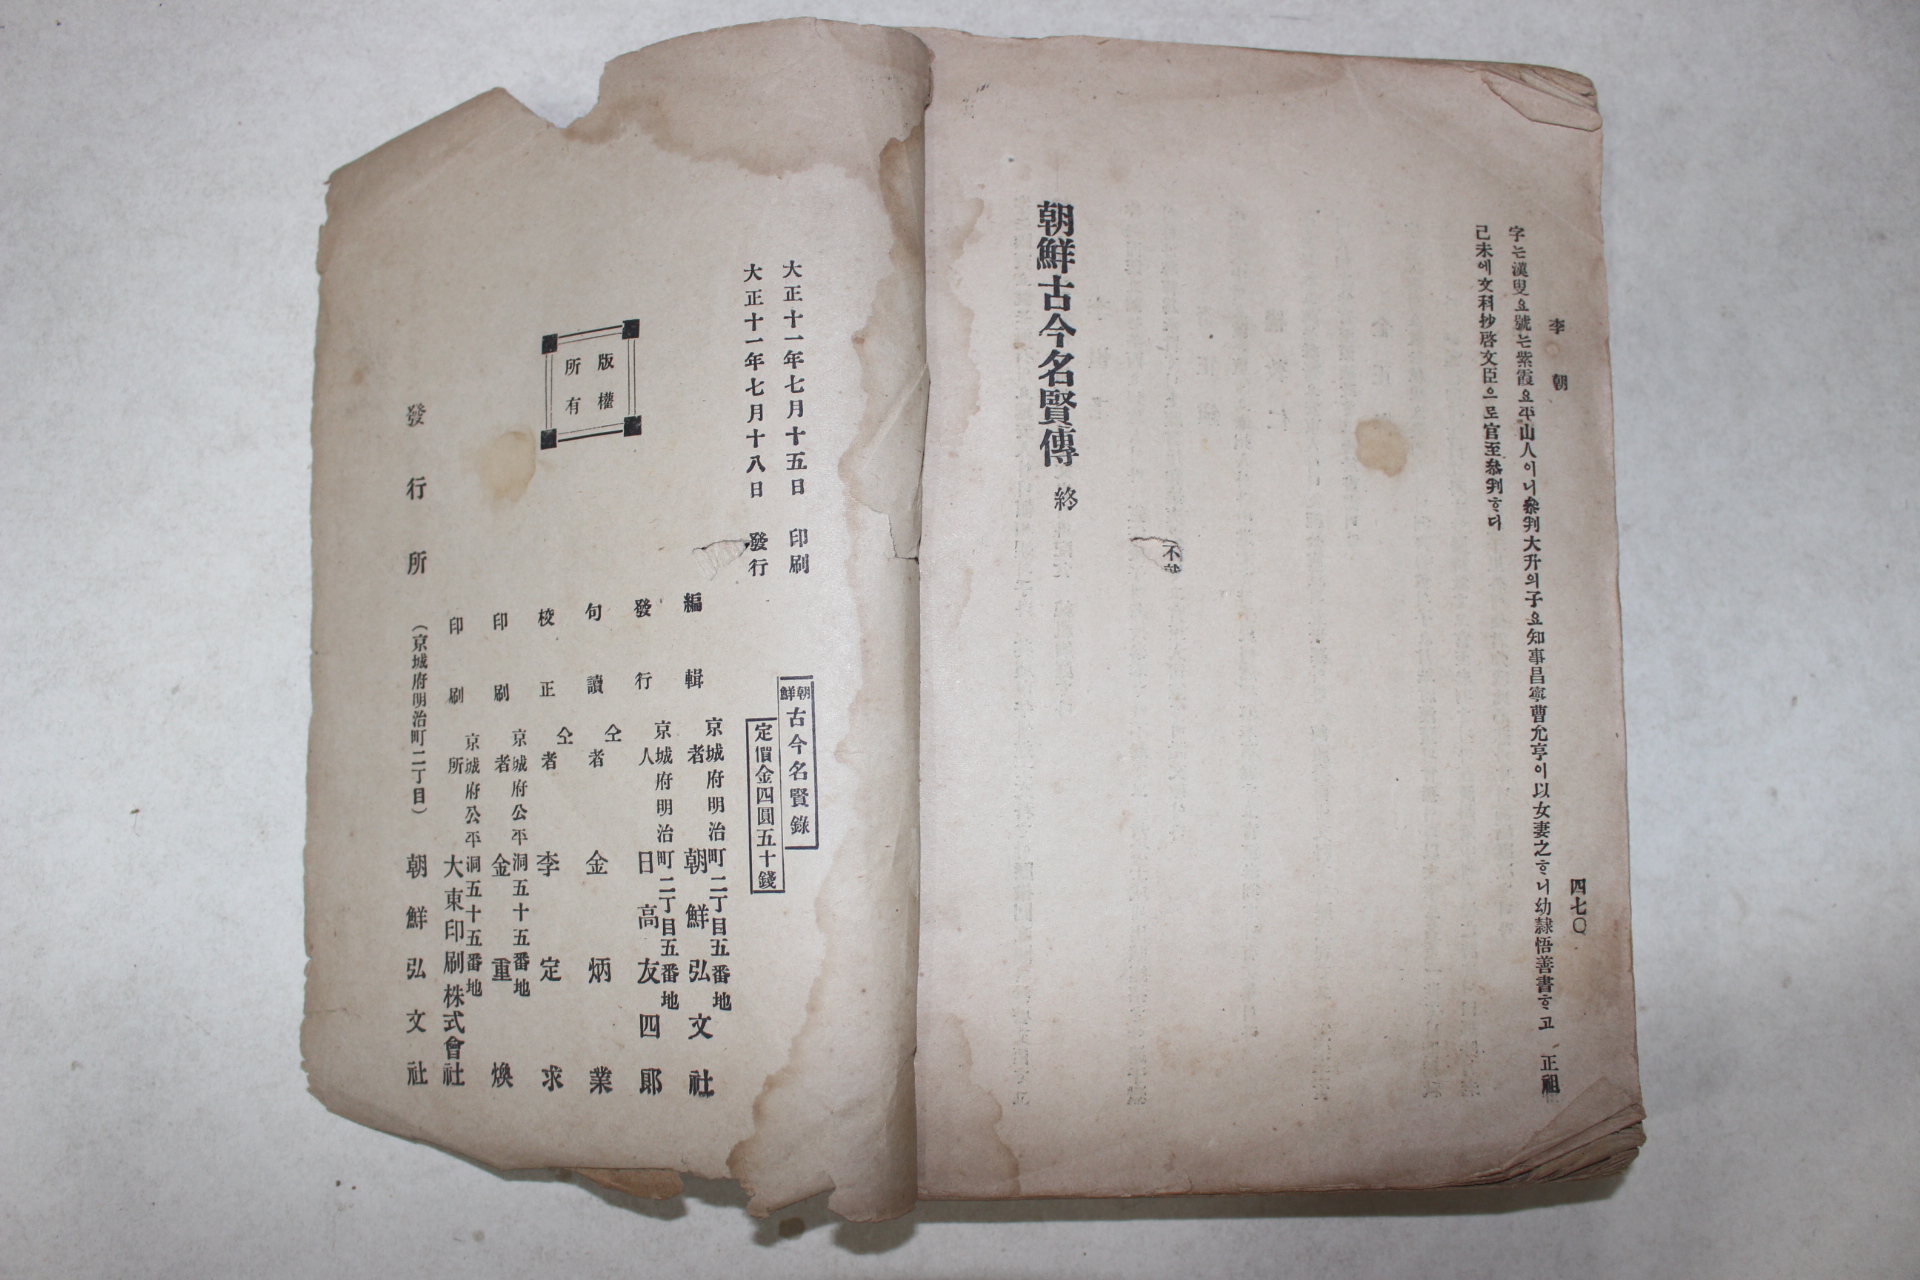 李 朝
四七〇
字는漢叟요號는紫霞요平山人이니參判大升의子요知事昌寧曹允亨이以女妻之ᄒᆞ니幼隷悟善書ᄒᆞ고 正祖
己未에文科抄啓文臣으로官至參判ᄒᆞ다
不
朝鮮古今名賢傳 終
大正十一年七月十五日 印刷
大正十一年七月十八日 發行
朝鮮 古今名賢錄
定價金四圓五十錢
版權
所有
京城府明治町二丁目五番地
編輯者 朝鮮弘文社
京城府明治町二丁目五番地
發行人 日高友四郞
句讀者 仝 金炳業
校正者 仝 李定求
京城府公平洞五十五番地
印刷者 金重煥
京城府公平洞五十五番地
印刷所 大東印刷株式會社
發行所 (京城府明治町二丁目) 朝鮮弘文社